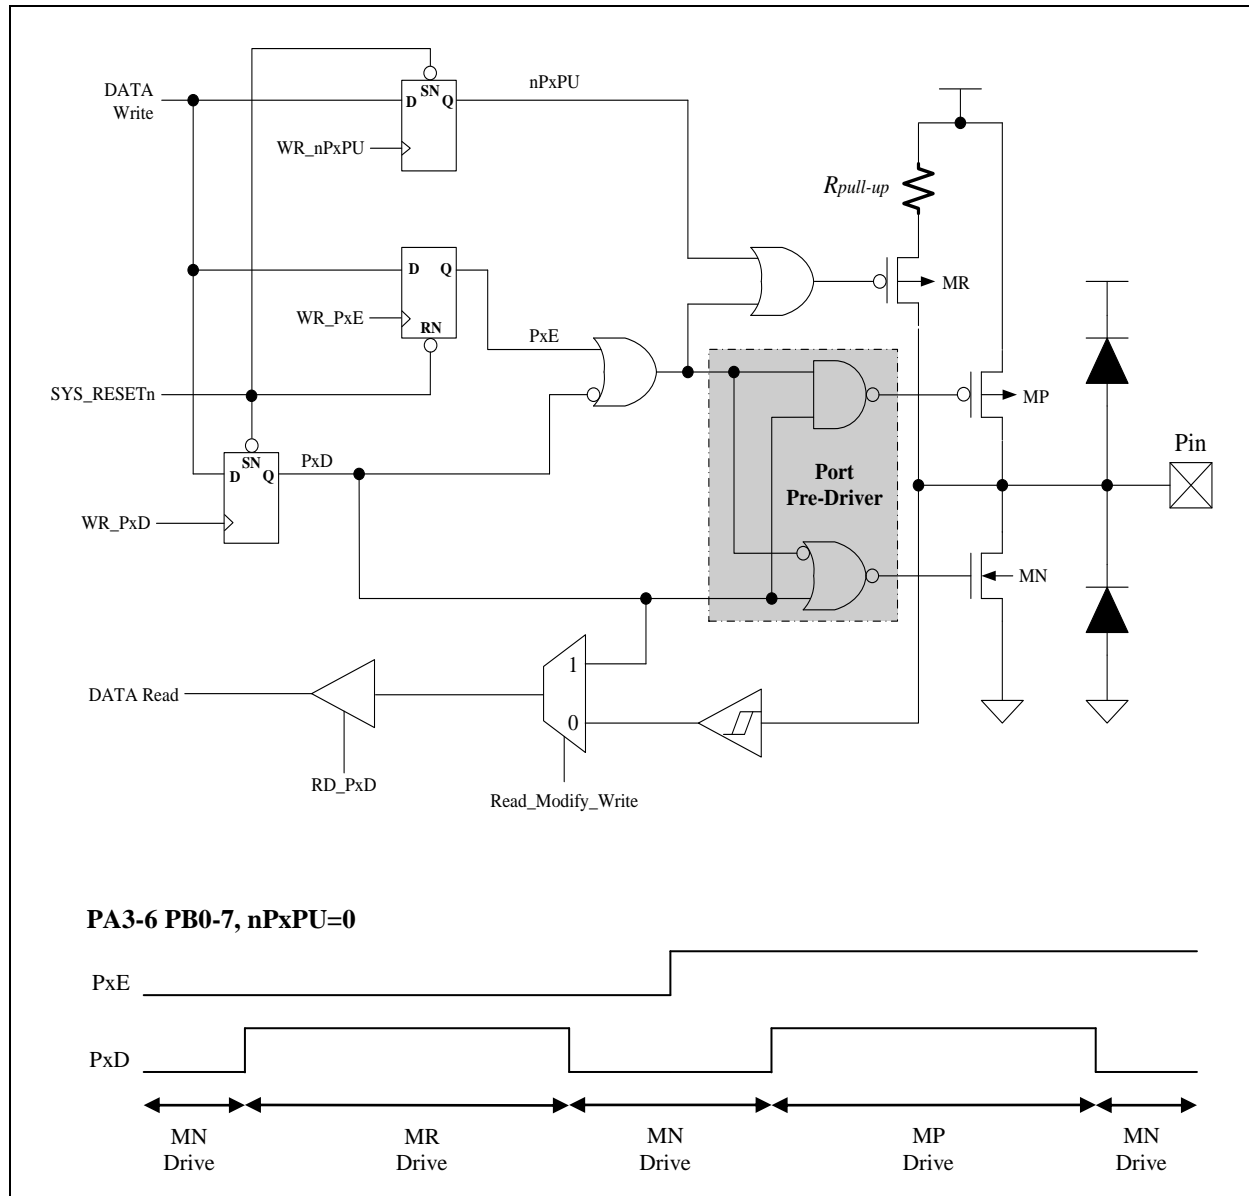 nPxPU
DATA
Write
D
SN
Q
WR_nPxPU
Rpull-up
D
Q
MR
WR_PxE
RN
PxE
SYS_RESETn
MP
Pin
D
SN
Q
PxD
Port
Pre-Driver
WR_PxD
MN
1
DATA Read
0
RD_PxD
Read_Modify_Write
PA3-6 PB0-7, nPxPU=0
PxE
PxD
MN
Drive
MR
Drive
MN
Drive
MP
Drive
MN
Drive